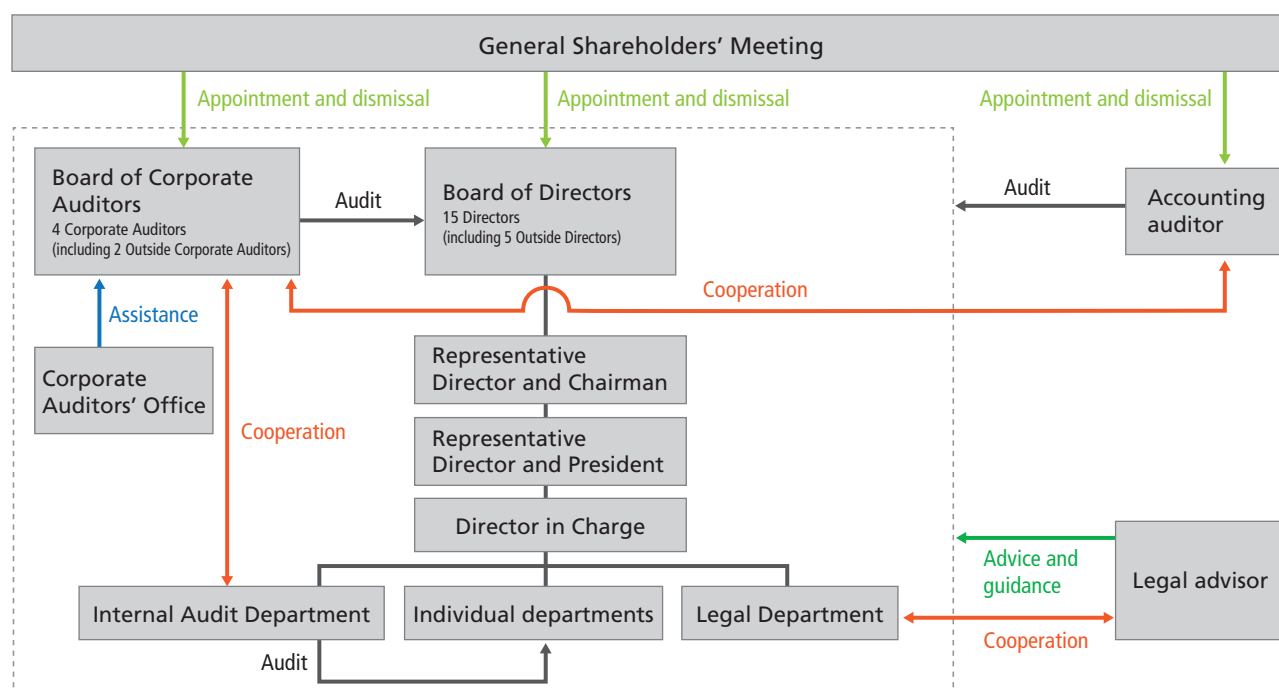 General Shareholders’ Meeting
Appointment and dismissal
Appointment and dismissal
Appointment and dismissal
Board of Corporate
Auditors
4 Corporate Auditors
(including 2 Outside Corporate Auditors)
Audit
Board of Directors
15 Directors
(including 5 Outside Directors)
Audit
Accounting
auditor
Cooperation
Assistance
Corporate
Auditors’ Office
Cooperation
Representative
Director and Chairman
Representative
Director and President
Director in Charge
Advice and
guidance
Legal advisor
Internal Audit Department
Individual departments
Legal Department
Cooperation
Audit